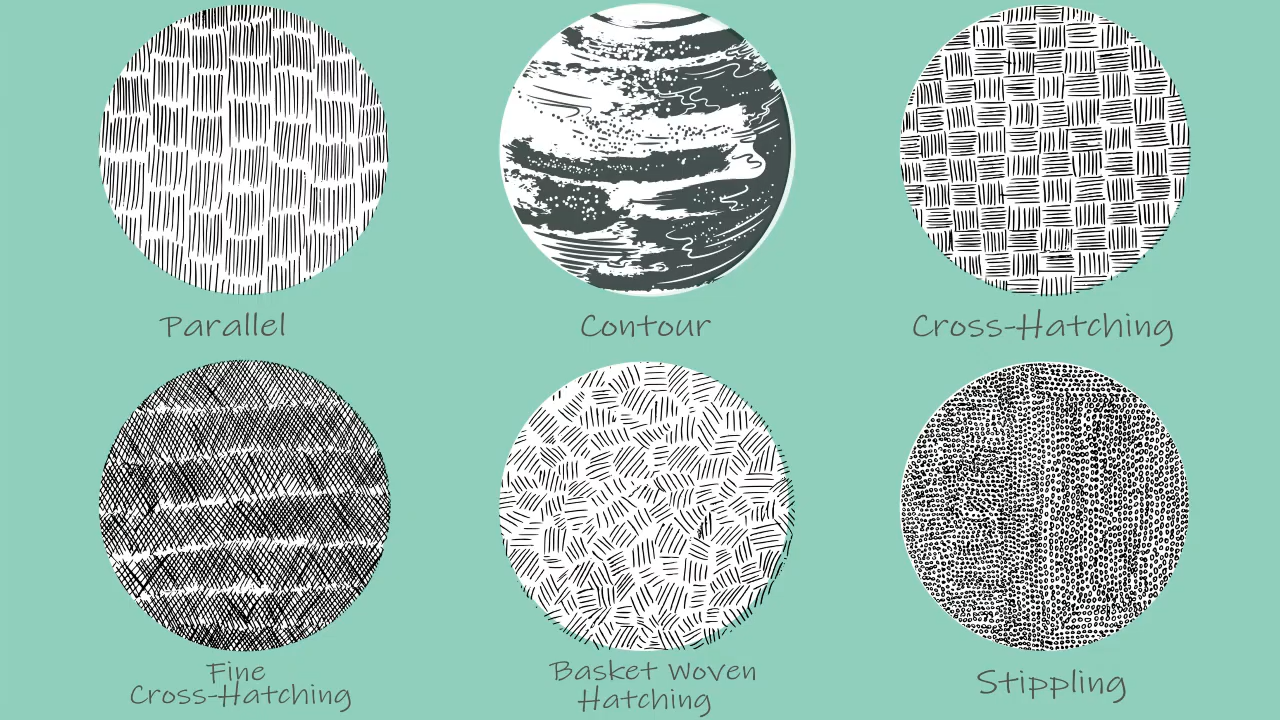 Parallel
Contour
Cross-Hatching
Fine
Cross-Hatching
Basket Woven
Hatching
Stippling